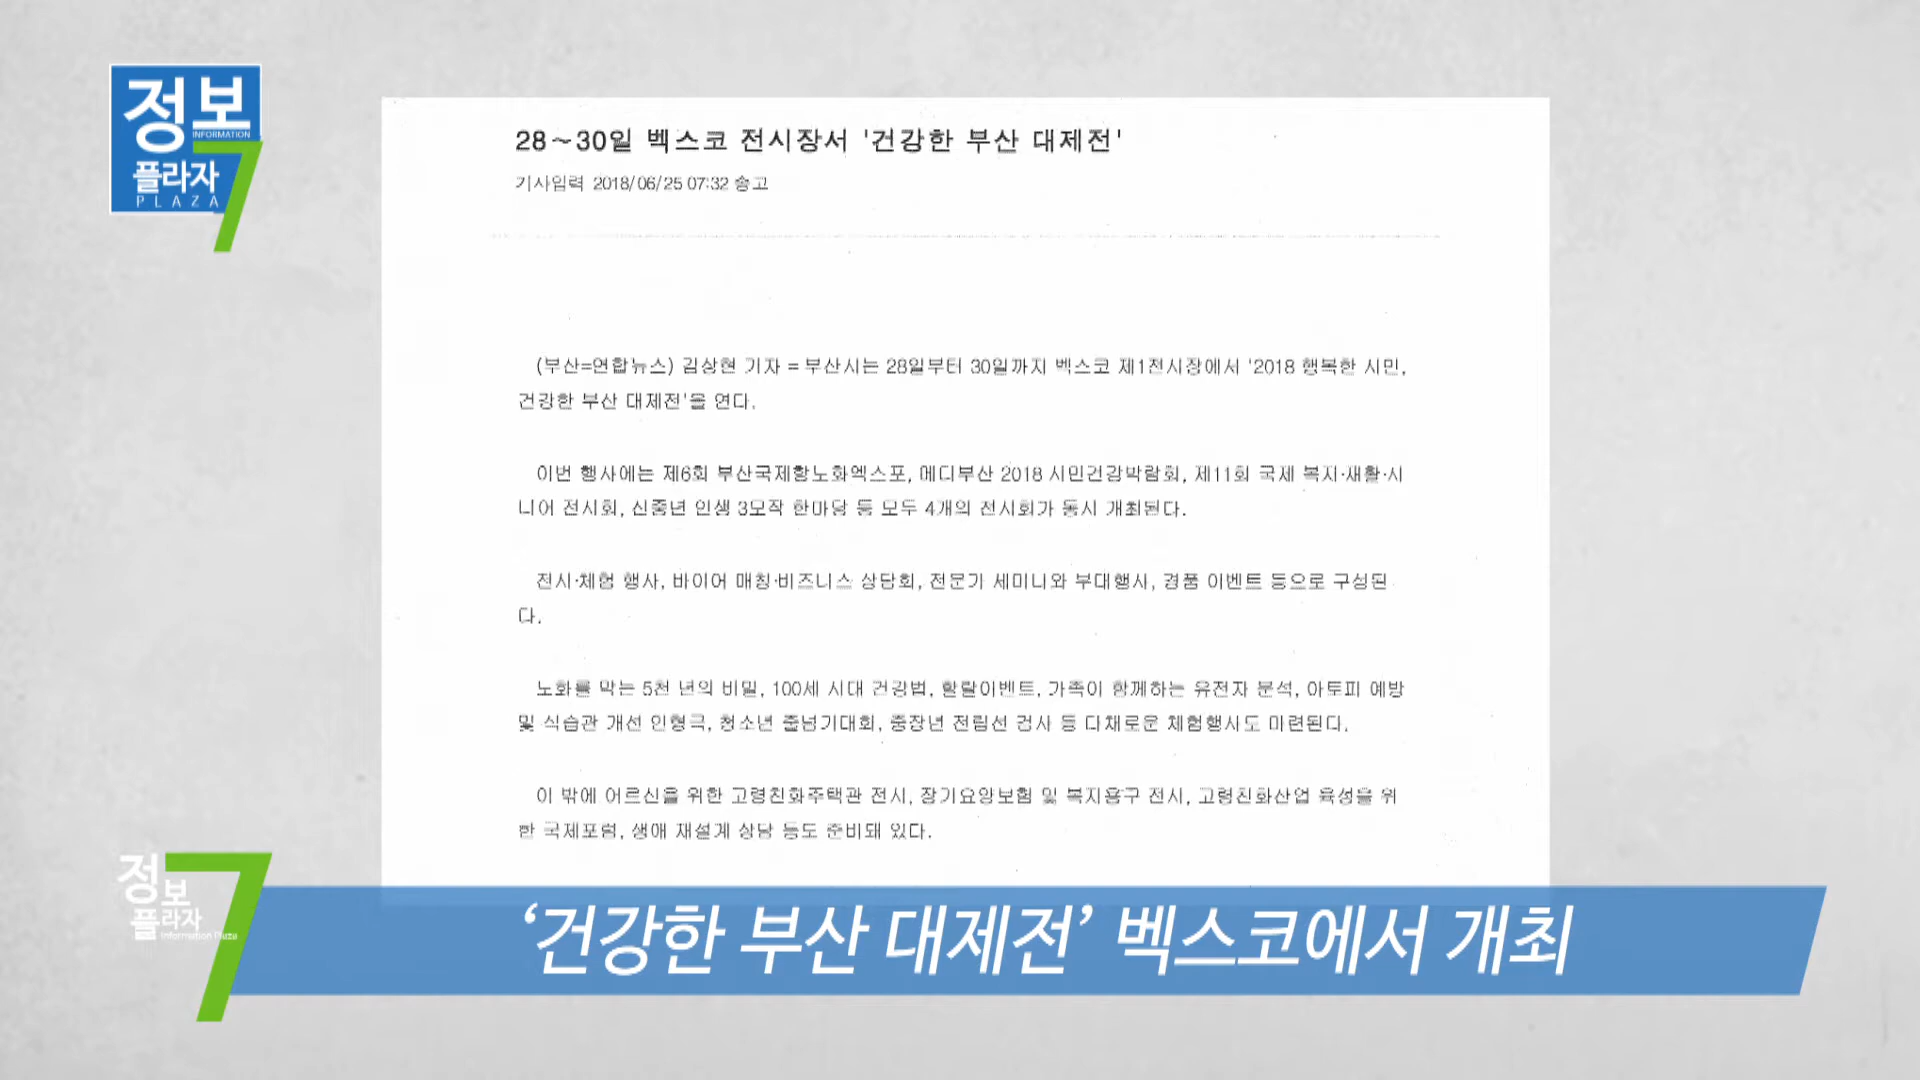 정보
INFORMATION
플라자
PLAZA
7
28~30일 벡스코 전시장서 '건강한 부산 대제전'
기사입력 2018/06/25 07:32 송고
(부산=연합뉴스) 김상현 기자 = 부산시는 28일부터 30일까지 벡스코 제1전시장에서 '2018 행복한 시민,
건강한 부산 대제전'을 연다.
이번 행사에는 제6회 부산국제항노화엑스포, 메디부산 2018 시민건강박람회, 제11회 국제 복지·재활·시
니어 전시회, 신중년 인생 3모작 한마당 등 모두 4개의 전시회가 동시 개최된다.
전시·체험 행사, 바이어 매칭·비즈니스 상담회, 전문가 세미나와 부대행사, 경품 이벤트 등으로 구성된
다.
노화를 막는 5천 년의 비밀, 100세 시대 건강법, 할랄이벤트, 가족이 함께하는 유전자 분석, 아토피 예방
및 식습관 개선 인형극, 청소년 줄넘기대회, 중장년 전립선 검사 등 다채로운 체험행사도 마련된다.
이 밖에 어르신을 위한 고령친화주택관 전시, 장기요양보험 및 복지용구 전시, 고령친화산업 육성을 위
한 국제포럼, 생애 재설계 상담 등도 준비돼 있다.
정보
플라자
Information Plaza
7
‘건강한 부산 대제전’ 벡스코에서 개최